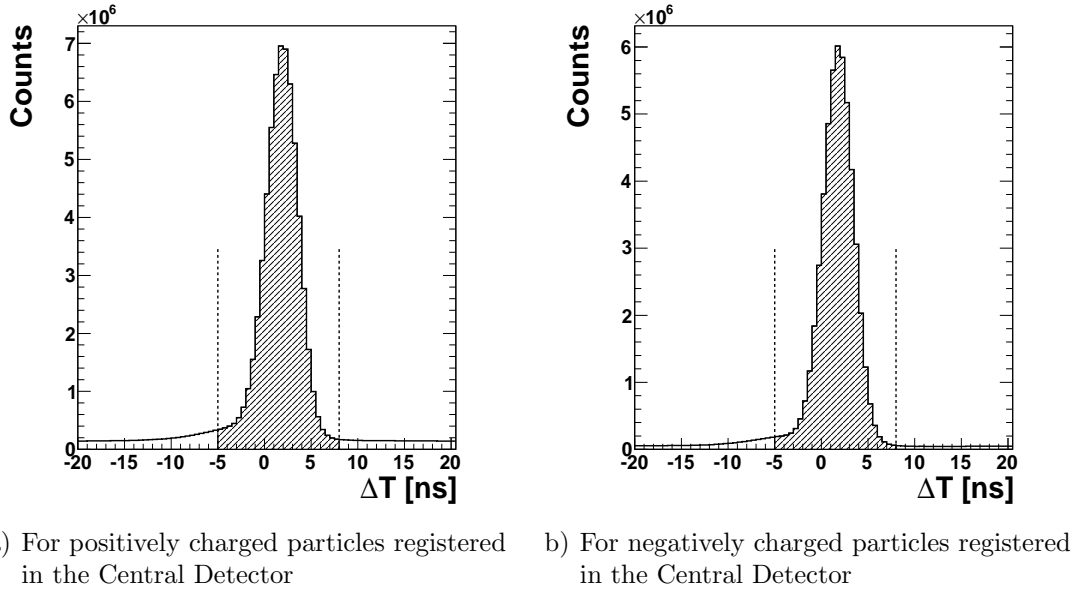 ×10⁶
Counts
7
6
5
4
3
2
1
0
-20 -15 -10 -5 0 5 10 15 20
ΔT [ns]
) For positively charged particles registered
in the Central Detector
×10⁶
Counts
6
5
4
3
2
1
0
-20 -15 -10 -5 0 5 10 15 20
ΔT [ns]
b) For negatively charged particles registered
in the Central Detector